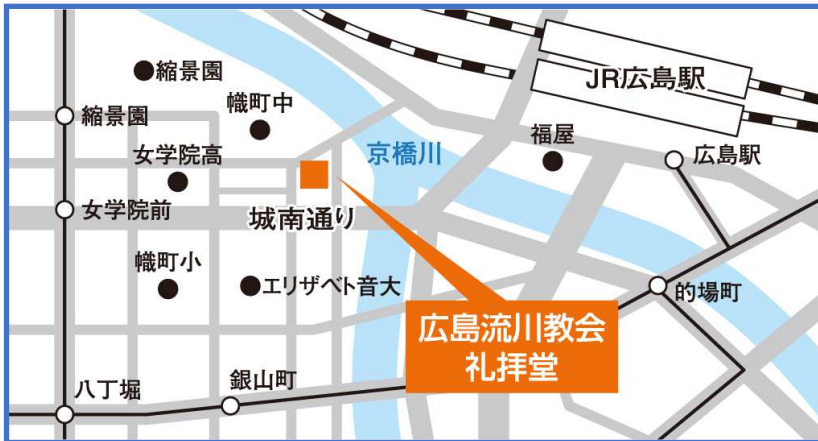 縮景園
JR広島駅
縮景園
幟町中
福屋
女学院高
京橋川
広島駅
女学院前
城南通り
幟町小
エリザベト音大
的場町
広島流川教会
礼拝堂
八丁堀
銀山町